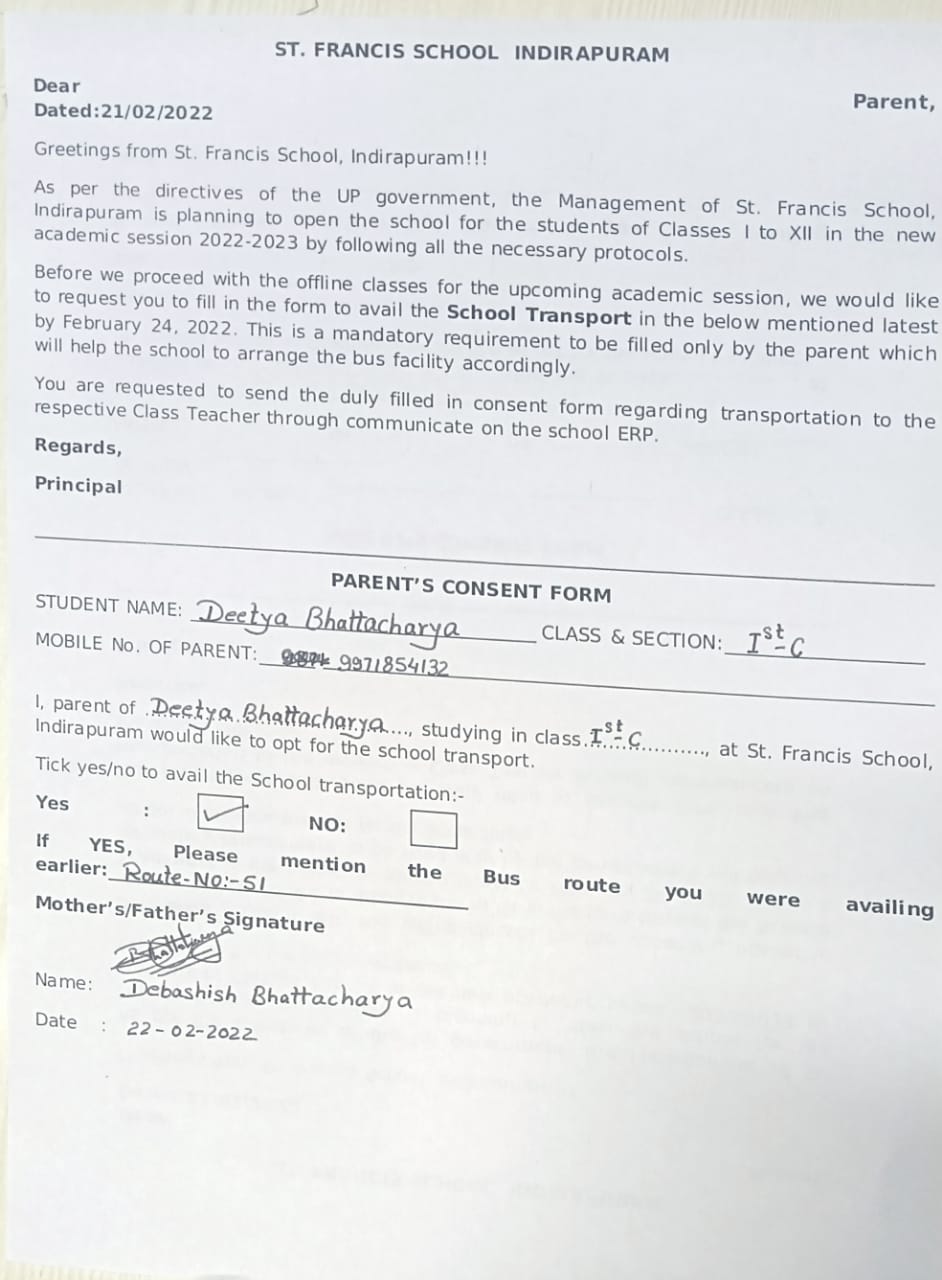 ST. FRANCIS SCHOOL INDIRAPURAM
Dear Parent,
Dated:21/02/2022
Greetings from St. Francis School, Indirapuram!!!
As per the directives of the UP government, the Management of St. Francis School,
Indirapuram is planning to open the school for the students of Classes I to XII in the new
academic session 2022-2023 by following all the necessary protocols.
Before we proceed with the offline classes for the upcoming academic session, we would like
to request you to fill in the form to avail the School Transport in the below mentioned latest
by February 24, 2022. This is a mandatory requirement to be filled only by the parent which
will help the school to arrange the bus facility accordingly.
You are requested to send the duly filled in consent form regarding transportation to the
respective Class Teacher through communicate on the school ERP.
Regards,
Principal
PARENT'S CONSENT FORM
STUDENT NAME: Deetya Bhattacharya CLASS & SECTION: Ist-C
MOBILE No. OF PARENT: 9971854132
I, parent of Deetya Bhattacharya...., studying in class Ist-C..........., at St. Francis School,
Indirapuram would like to opt for the school transport.
Tick yes/no to avail the School transportation:-
Yes : ✓ NO:
If YES, Please mention the Bus route you were availing
earlier: Route-No:-51
Mother's/Father's Signature
Bhattacharya
Name: Debashish Bhattacharya
Date : 22-02-2022